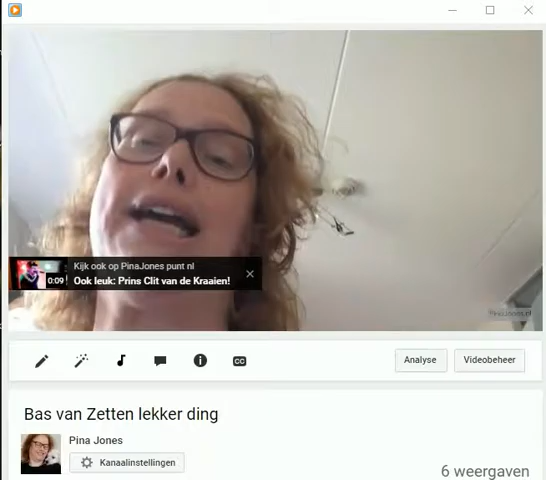 Kijk ook op PinaJones punt nl
0:09
Ook leuk: Prins Clit van de Kraaien!
PinaJones.nl
CC
Analyse
Videobeheer
Bas van Zetten lekker ding
Pina Jones
Kanaalinstellingen
6 weergaven